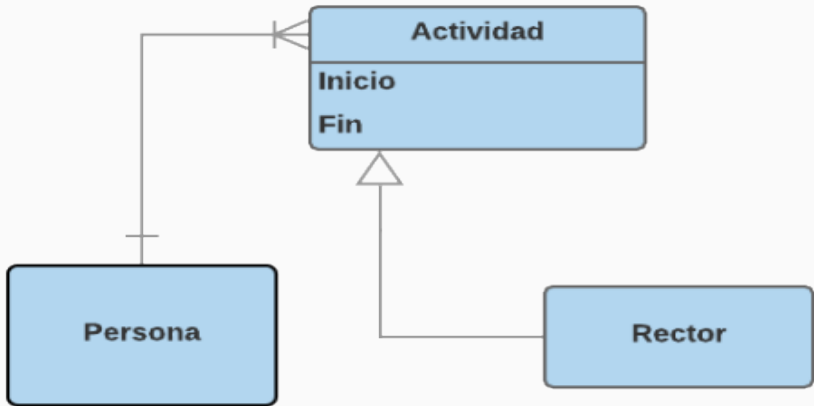 Actividad
Inicio
Fin
Persona
Rector